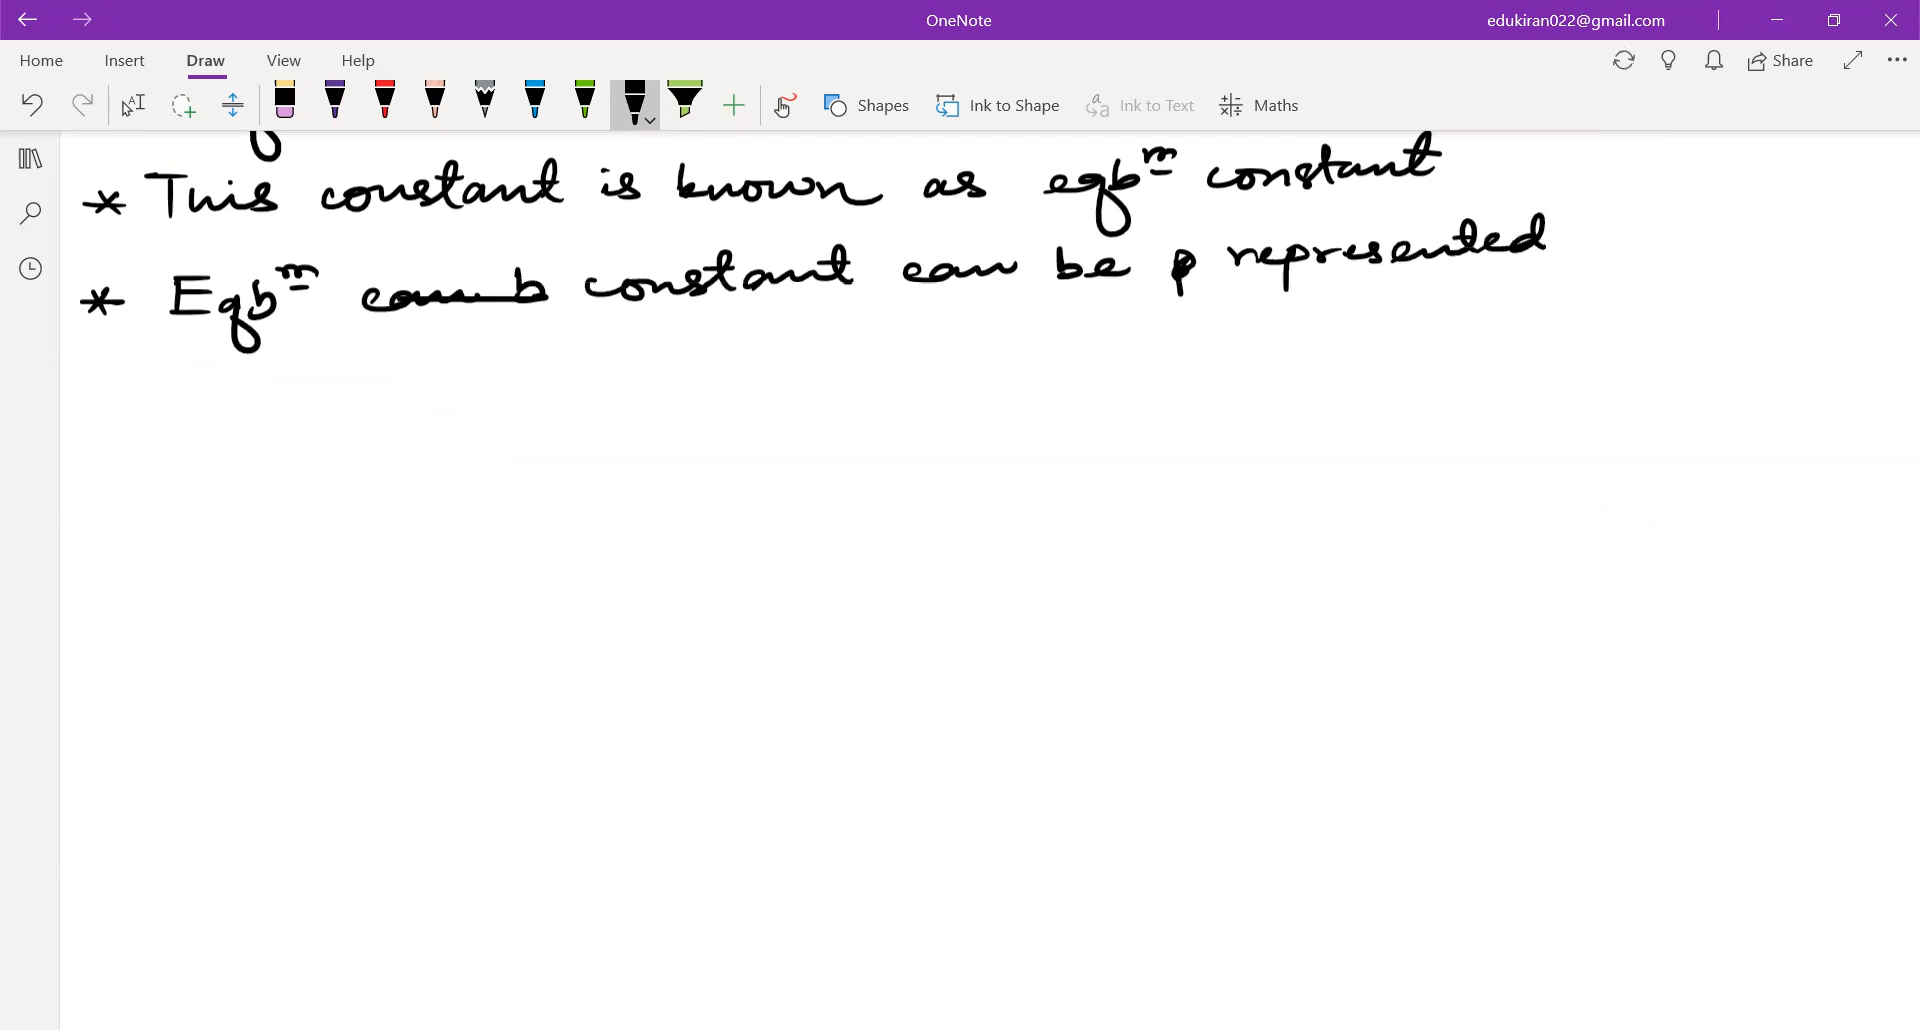 OneNote
edukiran022@gmail.com
Home Insert Draw View Help
Share
Shapes Ink to Shape Ink to Text Maths
* This constant is known as eqbᵐ constant
* Eqbᵐ constant can be represented